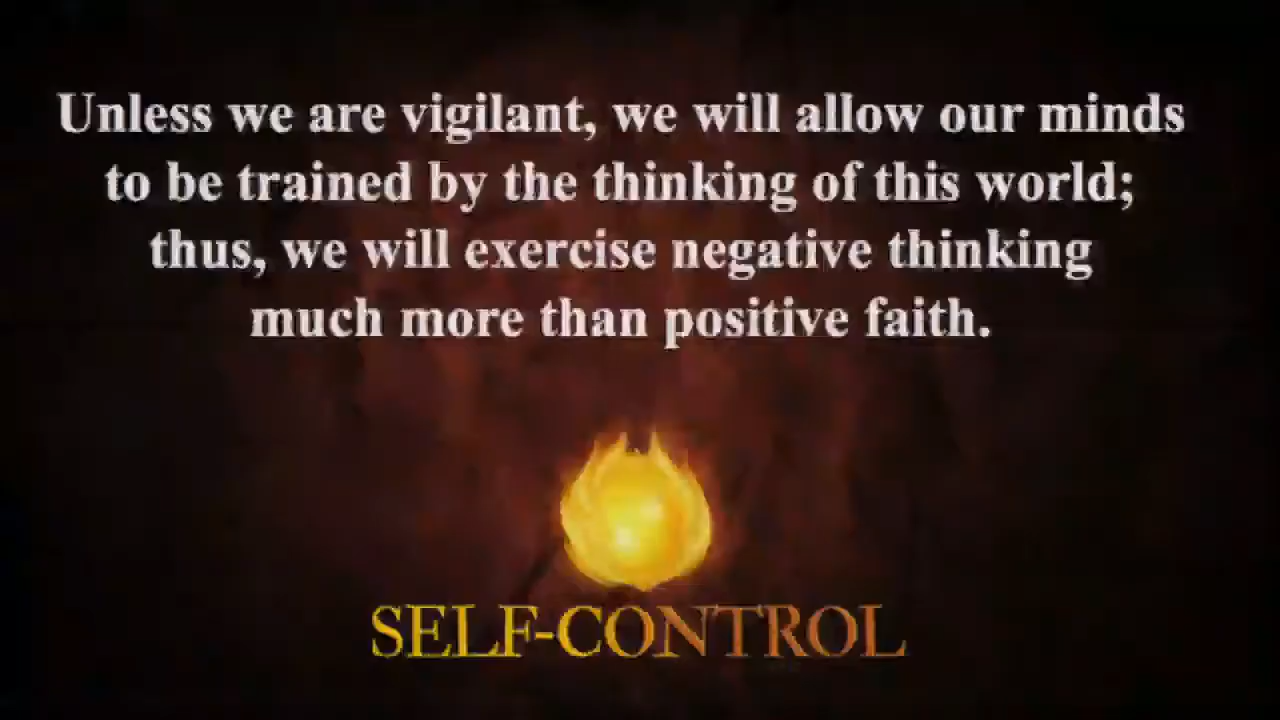 Unless we are vigilant, we will allow our minds
to be trained by the thinking of this world;
thus, we will exercise negative thinking
much more than positive faith.
SELF-CONTROL